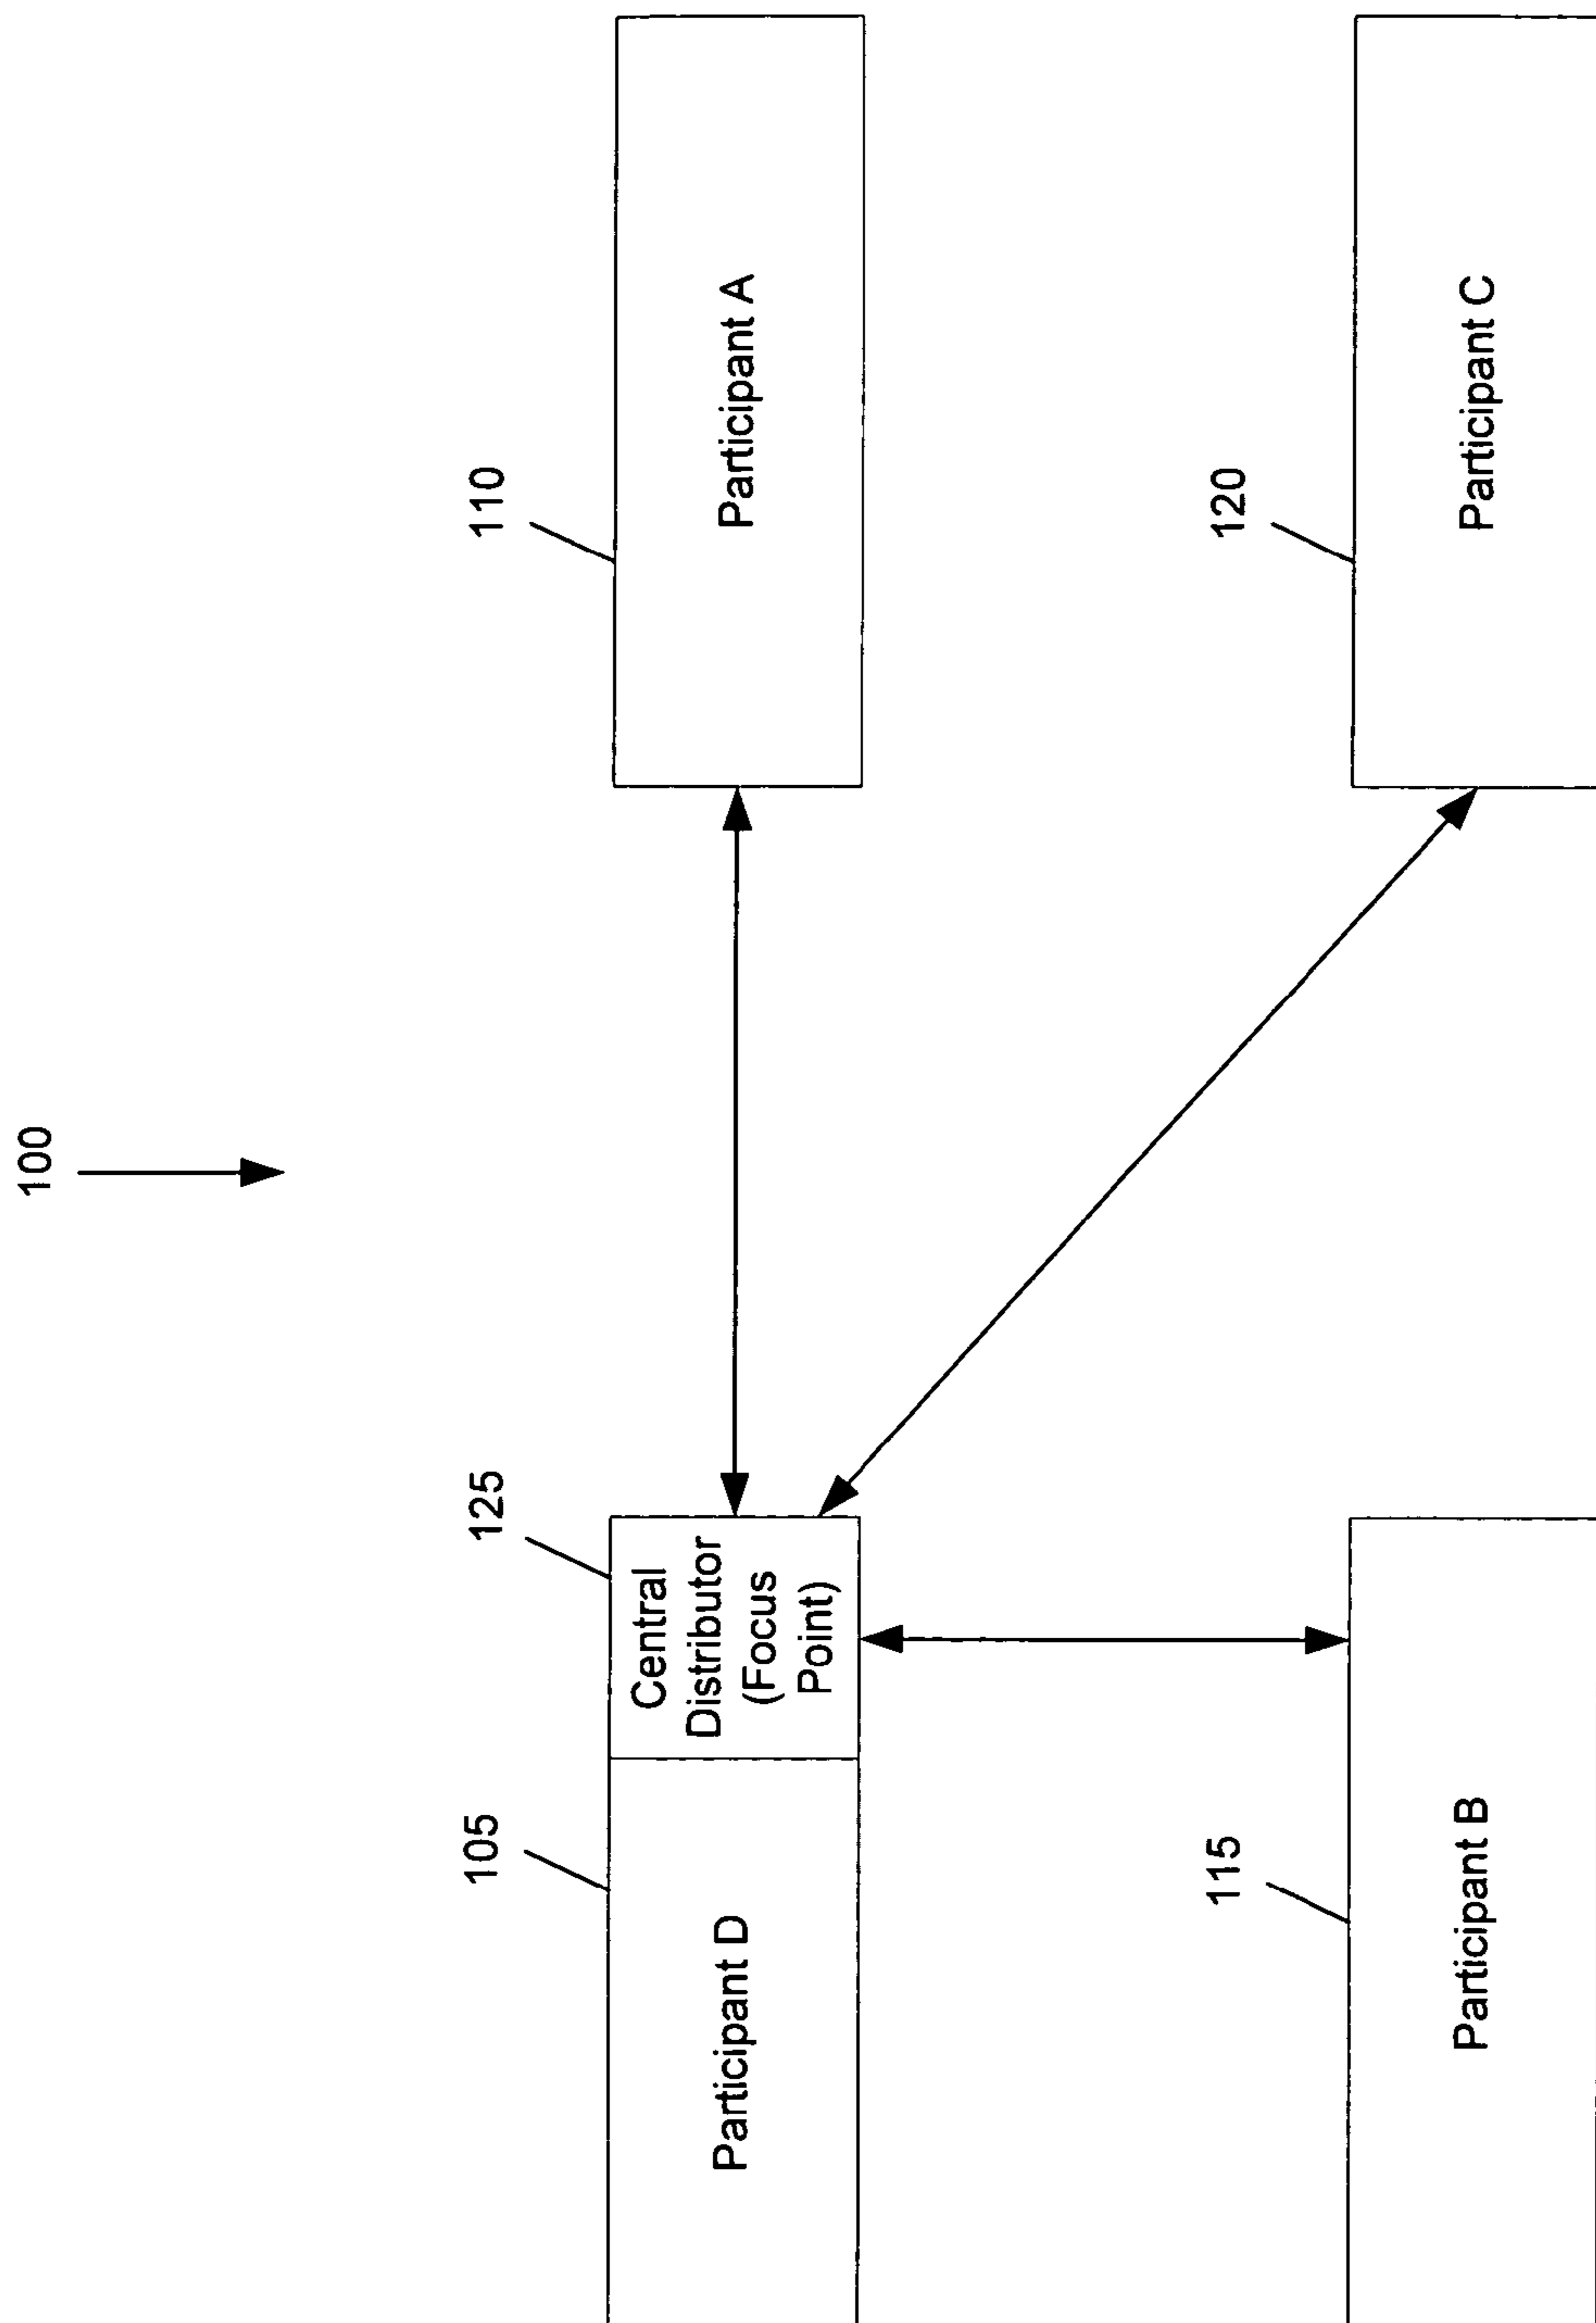 100
105
125
110
Participant D
Central
Distributor
(Focus
Point)
Participant A
115
120
Participant B
Participant C